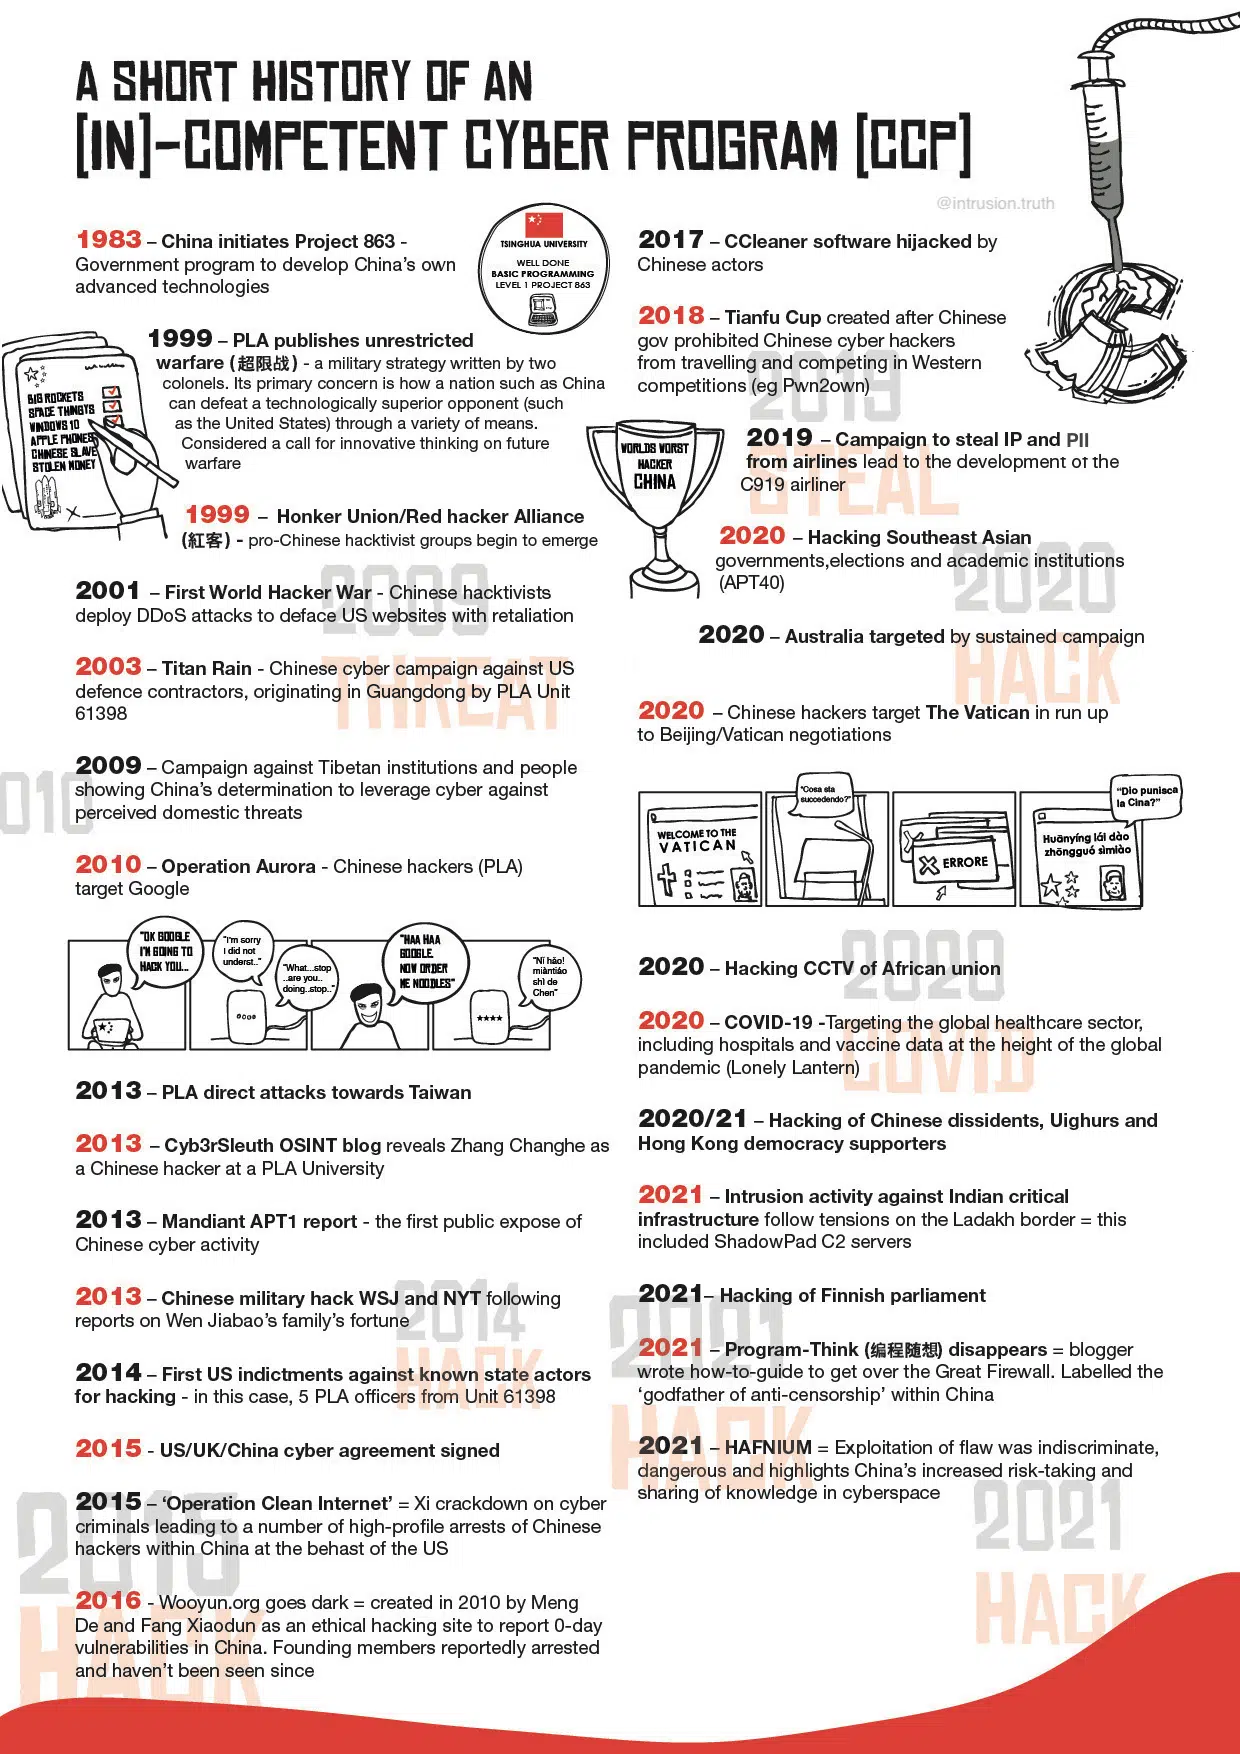 A SHORT HISTORY OF AN
[IN]-COMPETENT CYBER PROGRAM [CCP]
@intrusion.truth
1983 – China initiates Project 863 -
Government program to develop China's own
advanced technologies
TSINGHUA UNIVERSITY
WELL DONE
BASIC PROGRAMMING
LEVEL 1 PROJECT 863
1999 – PLA publishes unrestricted
warfare (超限战) - a military strategy written by two
colonels. Its primary concern is how a nation such as China
can defeat a technologically superior opponent (such
as the United States) through a variety of means.
Considered a call for innovative thinking on future
warfare
BIG ROCKETS
SPACE THINGYS
WINDOWS 10
APPLE PHONES
CHINESE SLAVE
STOLEN MONEY
1999 – Honker Union/Red hacker Alliance
(紅客) - pro-Chinese hacktivist groups begin to emerge
2001 – First World Hacker War - Chinese hacktivists
deploy DDoS attacks to deface US websites with retaliation
2009
THREAT
2003 – Titan Rain - Chinese cyber campaign against US
defence contractors, originating in Guangdong by PLA Unit
61398
2009 – Campaign against Tibetan institutions and people
showing China's determination to leverage cyber against
perceived domestic threats
010
2010 – Operation Aurora - Chinese hackers (PLA)
target Google
"OK GOOGLE
I'M GOING TO
HACK YOU...
"I'm sorry
I did not
underst.."
"What...stop
..are you..
doing..stop.."
"HAA HAA
GOOGLE.
NOW ORDER
ME NOODLES"
"Nǐ hǎo!
miàntiáo
shì de
Chen"
2013 – PLA direct attacks towards Taiwan
2013 – Cyb3rSleuth OSINT blog reveals Zhang Changhe as
a Chinese hacker at a PLA University
2013 – Mandiant APT1 report - the first public expose of
Chinese cyber activity
2013 – Chinese military hack WSJ and NYT following
reports on Wen Jiabao's family's fortune
2014
HACK
2014 – First US indictments against known state actors
for hacking - in this case, 5 PLA officers from Unit 61398
2015 - US/UK/China cyber agreement signed
2015 – 'Operation Clean Internet' = Xi crackdown on cyber
criminals leading to a number of high-profile arrests of Chinese
hackers within China at the behast of the US
2015
HACK
2016 - Wooyun.org goes dark = created in 2010 by Meng
De and Fang Xiaodun as an ethical hacking site to report 0-day
vulnerabilities in China. Founding members reportedly arrested
and haven't been seen since
2017 – CCleaner software hijacked by
Chinese actors
2018 – Tianfu Cup created after Chinese
gov prohibited Chinese cyber hackers
from travelling and competing in Western
competitions (eg Pwn2own)
2019
STEAL
WORLDS WORST
HACKER
CHINA
2019 – Campaign to steal IP and PII
from airlines lead to the development of the
C919 airliner
2020 – Hacking Southeast Asian
governments,elections and academic institutions
(APT40)
2020
HACK
2020 – Australia targeted by sustained campaign
2020 – Chinese hackers target The Vatican in run up
to Beijing/Vatican negotiations
WELCOME TO THE
VATICAN
"Cosa sta
succedendo?"
ERRORE
"Dio punisca
la Cina?"
Huānyíng lái dào
zhōngguó sìmiào
2020 – Hacking CCTV of African union
2020
COVID
2020 – COVID-19 -Targeting the global healthcare sector,
including hospitals and vaccine data at the height of the global
pandemic (Lonely Lantern)
2020/21 – Hacking of Chinese dissidents, Uighurs and
Hong Kong democracy supporters
2021 – Intrusion activity against Indian critical
infrastructure follow tensions on the Ladakh border = this
included ShadowPad C2 servers
2021– Hacking of Finnish parliament
2021
HACK
2021 – Program-Think (编程随想) disappears = blogger
wrote how-to-guide to get over the Great Firewall. Labelled the
'godfather of anti-censorship' within China
2021 – HAFNIUM = Exploitation of flaw was indiscriminate,
dangerous and highlights China's increased risk-taking and
sharing of knowledge in cyberspace
2021
HACK